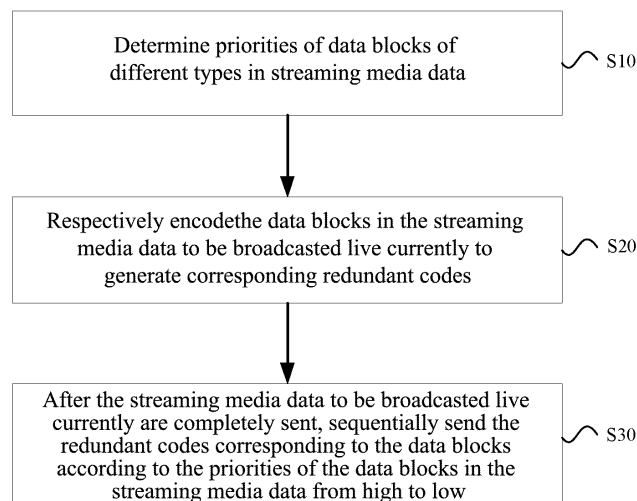 Determine priorities of data blocks of
different types in streaming media data
S10
Respectively encodethe data blocks in the streaming
media data to be broadcasted live currently to
generate corresponding redundant codes
S20
After the streaming media data to be broadcasted live
currently are completely sent, sequentially send the
redundant codes corresponding to the data blocks
according to the priorities of the data blocks in the
streaming media data from high to low
S30